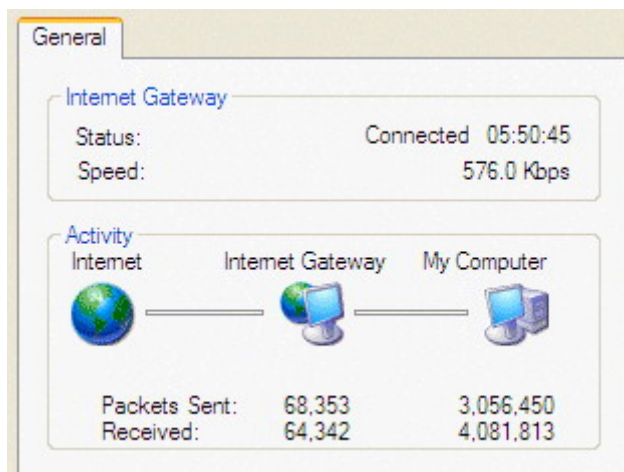 General
Internet Gateway
Status: Connected 05:50:45
Speed: 576.0 Kbps
Activity
Internet Internet Gateway My Computer
Packets Sent: 68,353 3,056,450
Received: 64,342 4,081,813